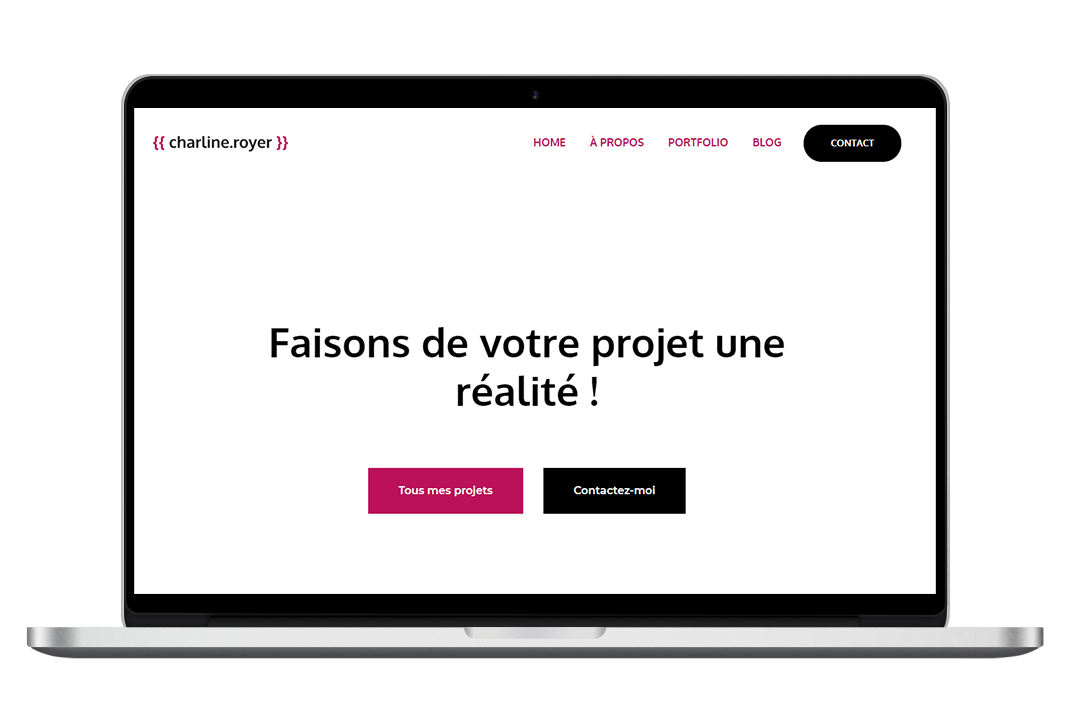 {{ charline.royer }}
HOME À PROPOS PORTFOLIO BLOG CONTACT
Faisons de votre projet une
réalité !
Tous mes projets Contactez-moi